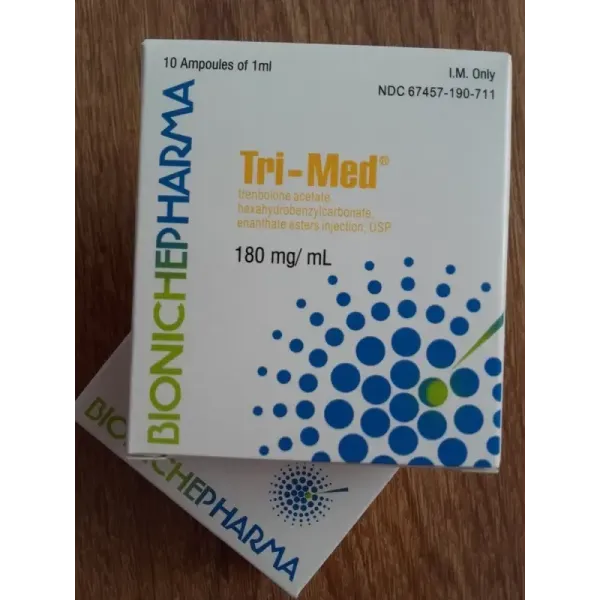 10 Ampoules of 1ml
I.M. Only
NDC 67457-190-711
BIONICHEPHARMA
Tri-Med®
trenbolone acetate,
hexahydrobenzylcarbonate,
enanthate esters injection, USP
180 mg/ mL
BIONICHEPHARMA